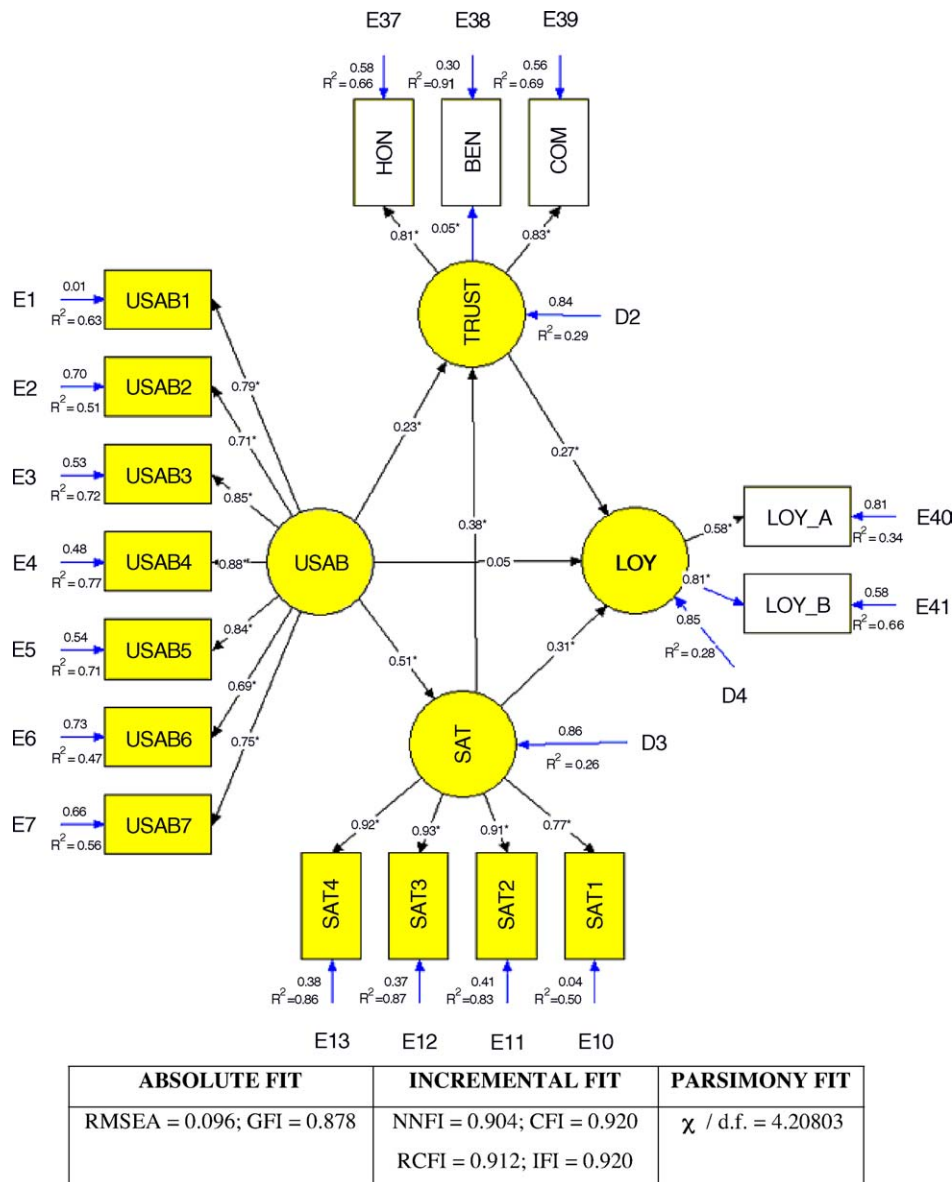 E37 E38 E39
0.58 0.30 0.56
R² = 0.66 R² = 0.91 R² = 0.69
HON BEN COM
0.81* 0.05* 0.83*
TRUST
0.84
R² = 0.29
D2
E1 0.01
R² = 0.63
USAB1
0.79*
E2 0.70
R² = 0.51
USAB2
0.71*
0.23*
0.27*
E3 0.53
R² = 0.72
USAB3
0.85*
0.38*
E4 0.48
R² = 0.77
USAB4
0.88*
USAB
0.05
LOY
0.58*
LOY_A
0.81
R² = 0.34
E40
0.81*
LOY_B
0.58
R² = 0.66
E41
0.85
R² = 0.28
D4
E5 0.54
R² = 0.71
USAB5
0.84*
0.51*
0.31*
E6 0.73
R² = 0.47
USAB6
0.69*
SAT
0.86
R² = 0.26
D3
E7 0.66
R² = 0.56
USAB7
0.75*
0.92* 0.93* 0.91* 0.77*
SAT4 SAT3 SAT2 SAT1
0.38 0.37 0.41 0.04
R² =0.86 R² =0.87 R² =0.83 R² =0.50
E13 E12 E11 E10
ABSOLUTE FIT INCREMENTAL FIT PARSIMONY FIT
RMSEA = 0.096; GFI = 0.878 NNFI = 0.904; CFI = 0.920 χ / d.f. = 4.20803
RCFI = 0.912; IFI = 0.920